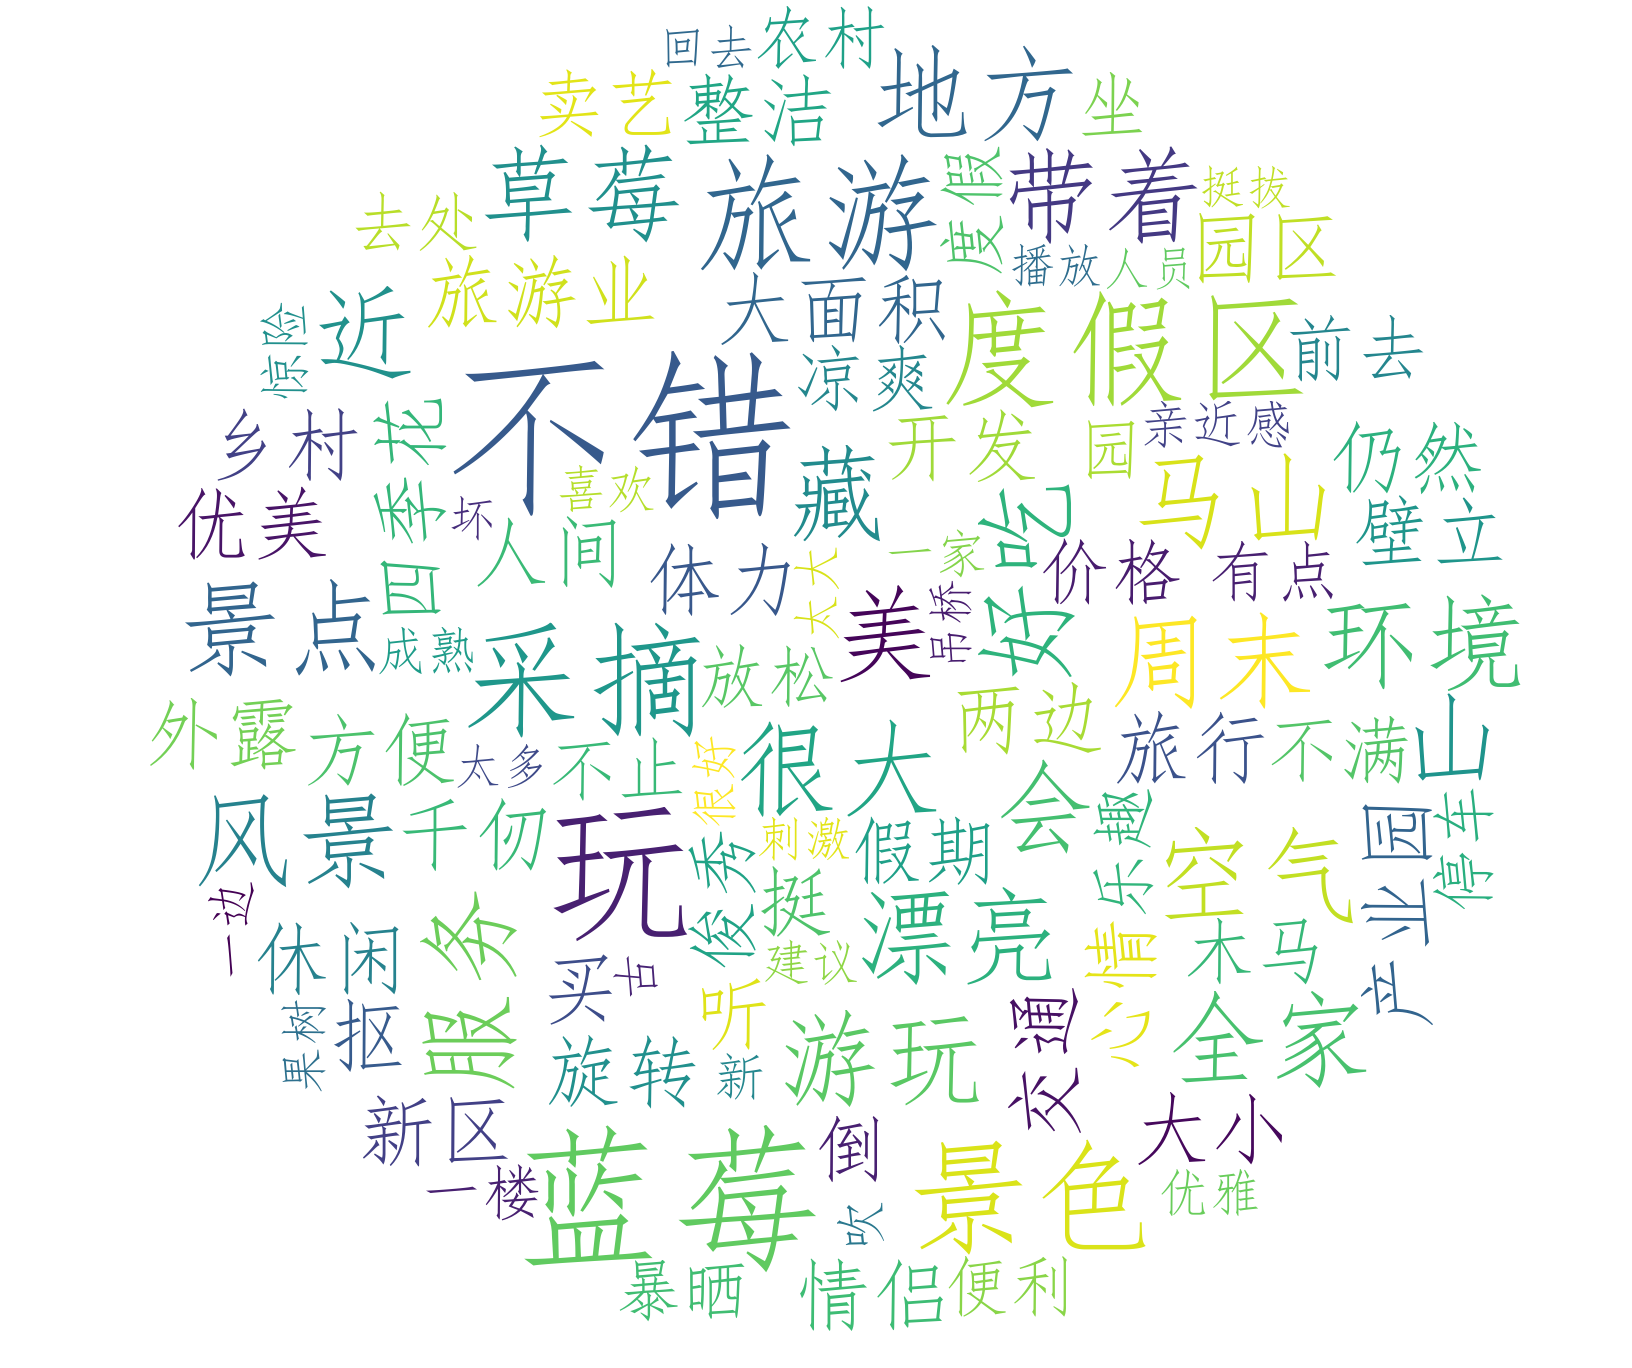 回去
农村
卖艺
整洁
地方
坐
草莓
旅游
度假
带着
挺拔
去处
旅游业
大面积
播放
人员
园区
惊险
近
度假区
前去
不错
凉爽
乡村
四季花
喜欢
藏
开发
园
亲近感
仍然
优美
坏
人间
好吃
马山
壁立
景点
体力
太大
一家
价格
有点
成熟
采摘
放松
美
吊桥
周末
环境
外露
方便
太多
不止
很好
很大
两边
旅行
不满
山
风景
千仞
玩
俊秀
刺激
假期
会
乐趣
空气
产业园
停车
一边
休闲
服务
挺
漂亮
心情
木马
果树
抠
买
古
建议
听
旋转
新
游玩
交通
全家
新区
一楼
蓝莓
倒
吹
景色
大小
优雅
暴晒
情侣
便利